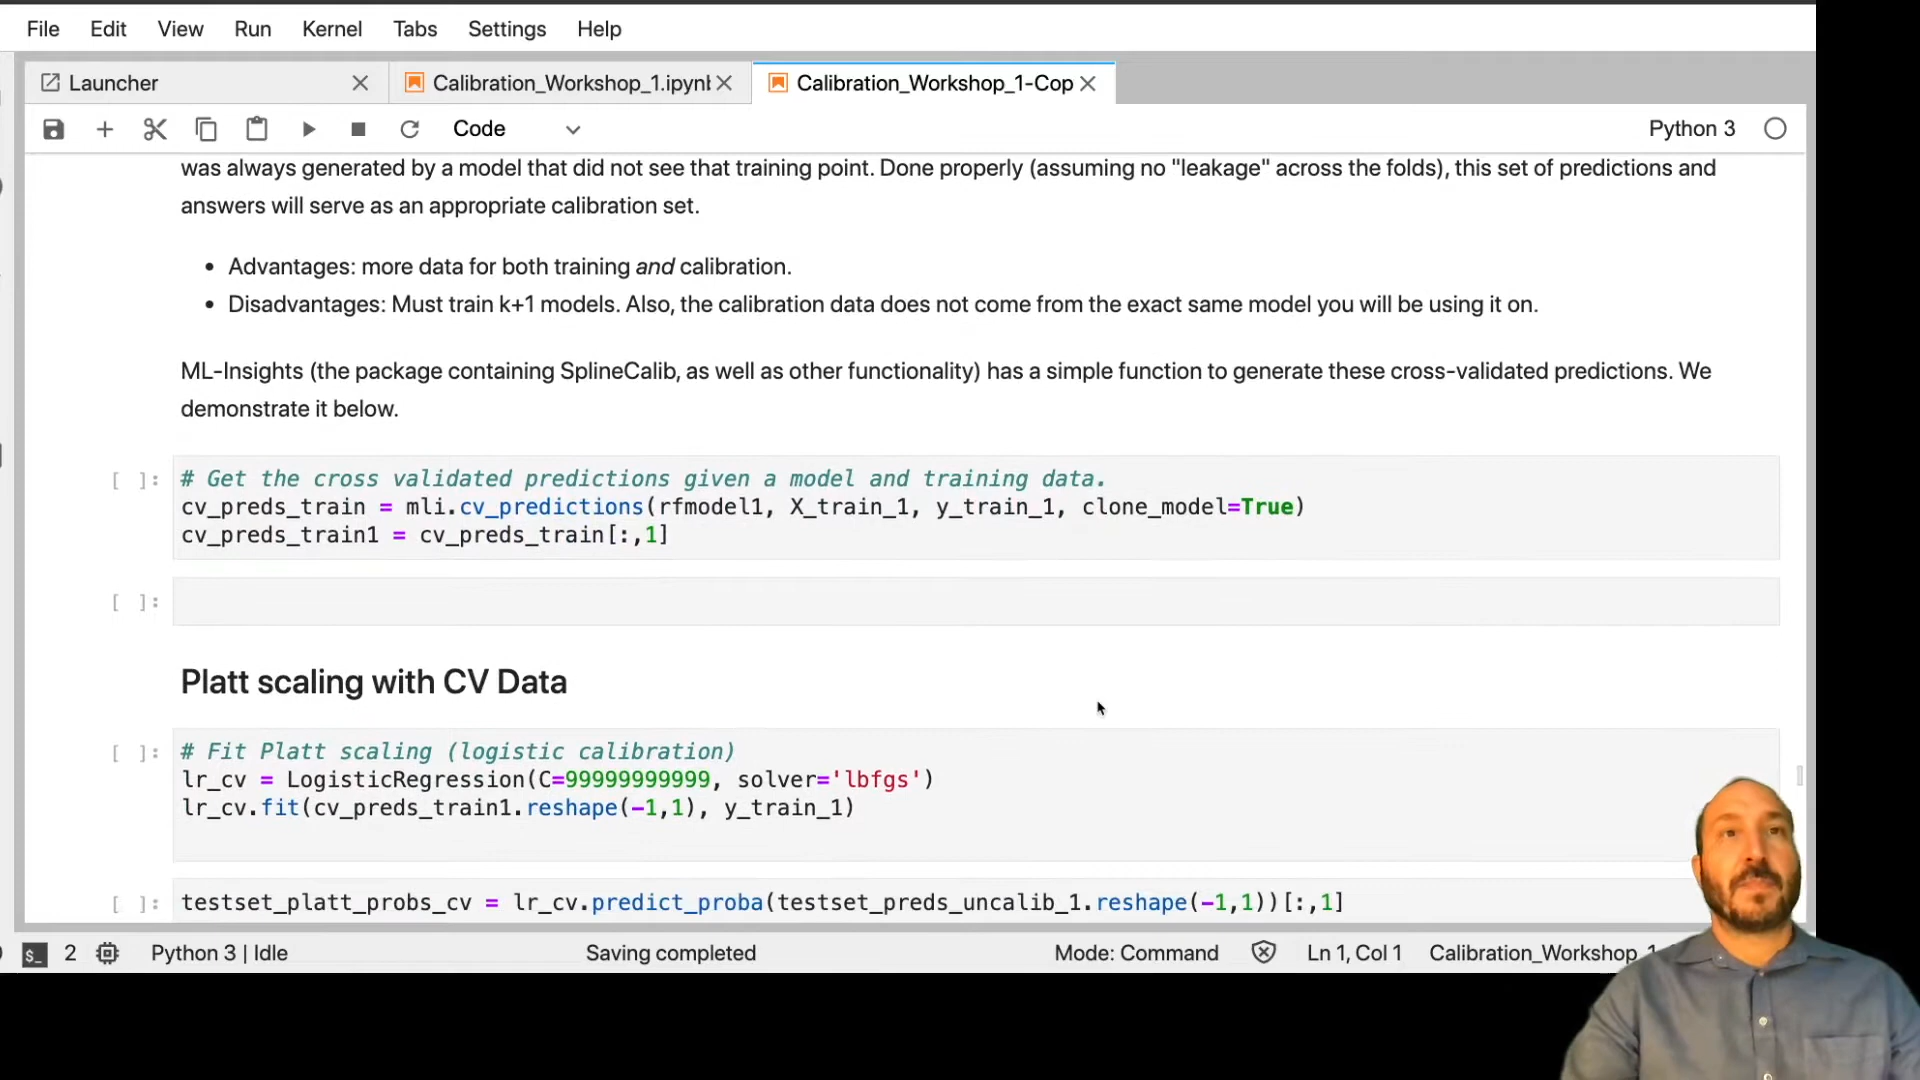 File Edit View Run Kernel Tabs Settings Help
Launcher Calibration_Workshop_1.ipynb Calibration_Workshop_1-Cop
Code Python 3
was always generated by a model that did not see that training point. Done properly (assuming no "leakage" across the folds), this set of predictions and
answers will serve as an appropriate calibration set.
• Advantages: more data for both training and calibration.
• Disadvantages: Must train k+1 models. Also, the calibration data does not come from the exact same model you will be using it on.
ML-Insights (the package containing SplineCalib, as well as other functionality) has a simple function to generate these cross-validated predictions. We
demonstrate it below.
[ ]: # Get the cross validated predictions given a model and training data.
cv_preds_train = mli.cv_predictions(rfmodel1, X_train_1, y_train_1, clone_model=True)
cv_preds_train1 = cv_preds_train[:,1]
[ ]:
Platt scaling with CV Data
[ ]: # Fit Platt scaling (logistic calibration)
lr_cv = LogisticRegression(C=99999999999, solver='lbfgs')
lr_cv.fit(cv_preds_train1.reshape(-1,1), y_train_1)
[ ]: testset_platt_probs_cv = lr_cv.predict_proba(testset_preds_uncalib_1.reshape(-1,1))[:,1]
$_ 2 Python 3 | Idle Saving completed Mode: Command Ln 1, Col 1 Calibration_Workshop_1